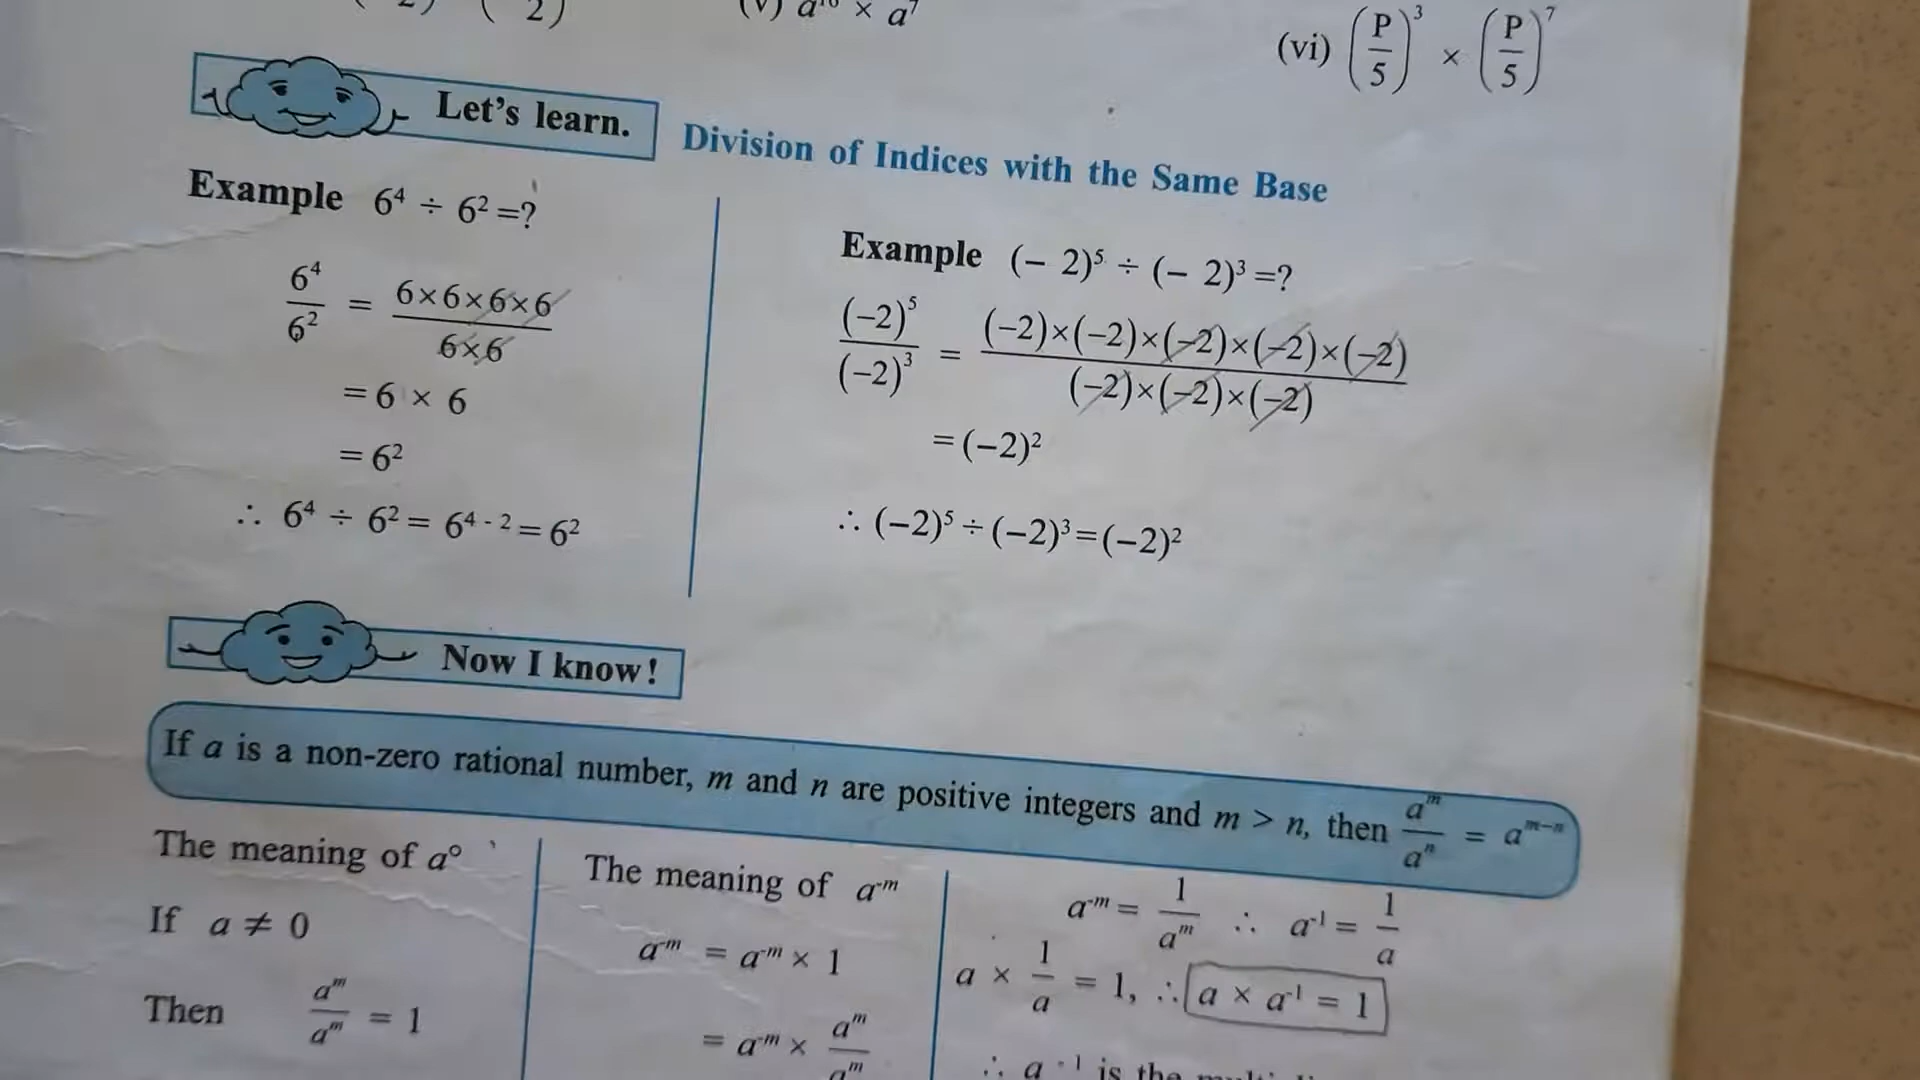 (v) a¹⁰ × a⁷
(vi) (P/5)³ × (P/5)⁷
Let's learn.
Division of Indices with the Same Base
Example 6⁴ ÷ 6² =?
6⁴/6² = 6×6×6×6/6×6
= 6 × 6
= 6²
∴ 6⁴ ÷ 6² = 6⁴⁻² = 6²
Example (– 2)⁵ ÷ (– 2)³ =?
(–2)⁵/(–2)³ = (–2)×(–2)×(–2)×(–2)×(–2)/(–2)×(–2)×(–2)
= (–2)²
∴ (–2)⁵ ÷ (–2)³ = (–2)²
Now I know!
If a is a non-zero rational number, m and n are positive integers and m > n, then aᵐ/aⁿ = aᵐ⁻ⁿ
The meaning of a⁰
If a ≠ 0
Then aᵐ/aᵐ = 1
The meaning of a⁻ᵐ
a⁻ᵐ = a⁻ᵐ × 1
= a⁻ᵐ × aᵐ/aᵐ
a⁻ᵐ = 1/aᵐ ∴ a⁻¹ = 1/a
a × 1/a = 1, ∴ a × a⁻¹ = 1
∴ a⁻¹ is the